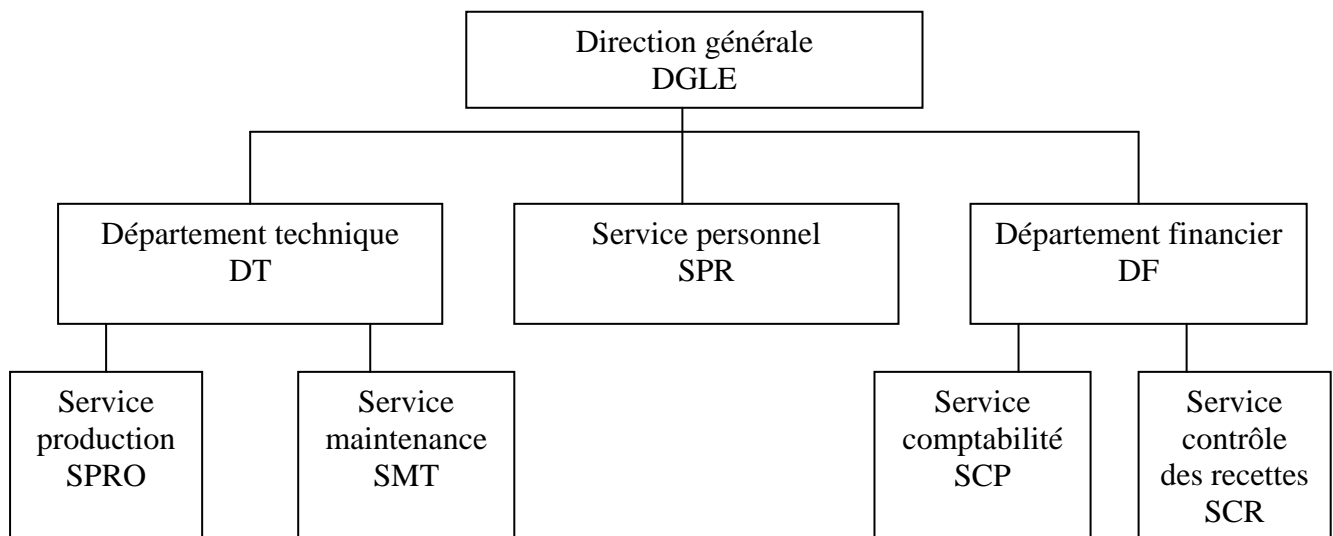 Direction générale
DGLE
Département technique
DT
Service personnel
SPR
Département financier
DF
Service
production
SPRO
Service
maintenance
SMT
Service
comptabilité
SCP
Service
contrôle
des recettes
SCR